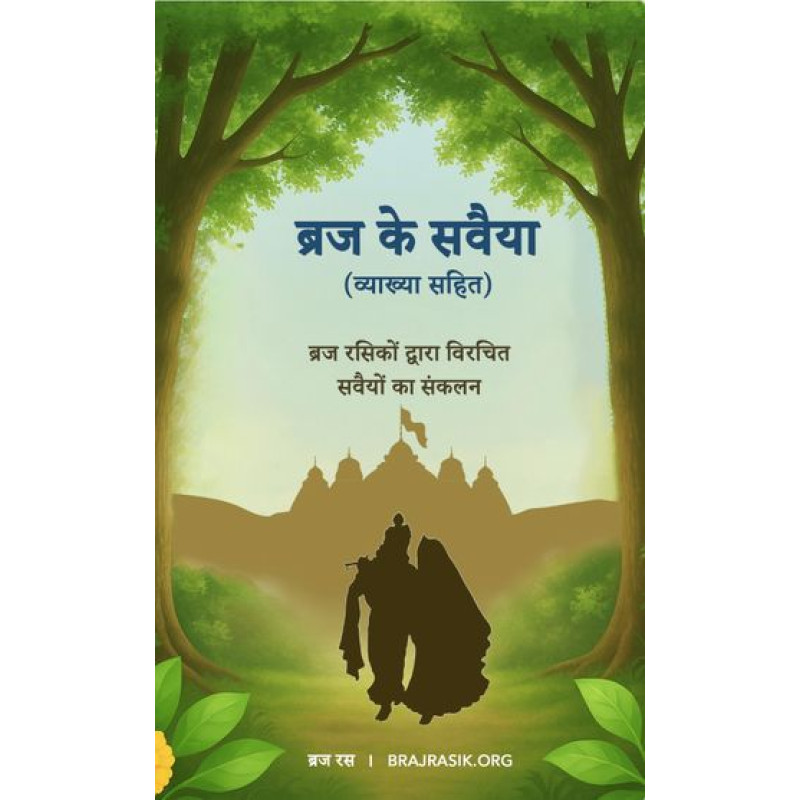 ब्रज के सवैया
(व्याख्या सहित)
ब्रज रसिकों द्वारा विरचित
सवैयों का संकलन
ब्रज रस | BRAJRASIK.ORG